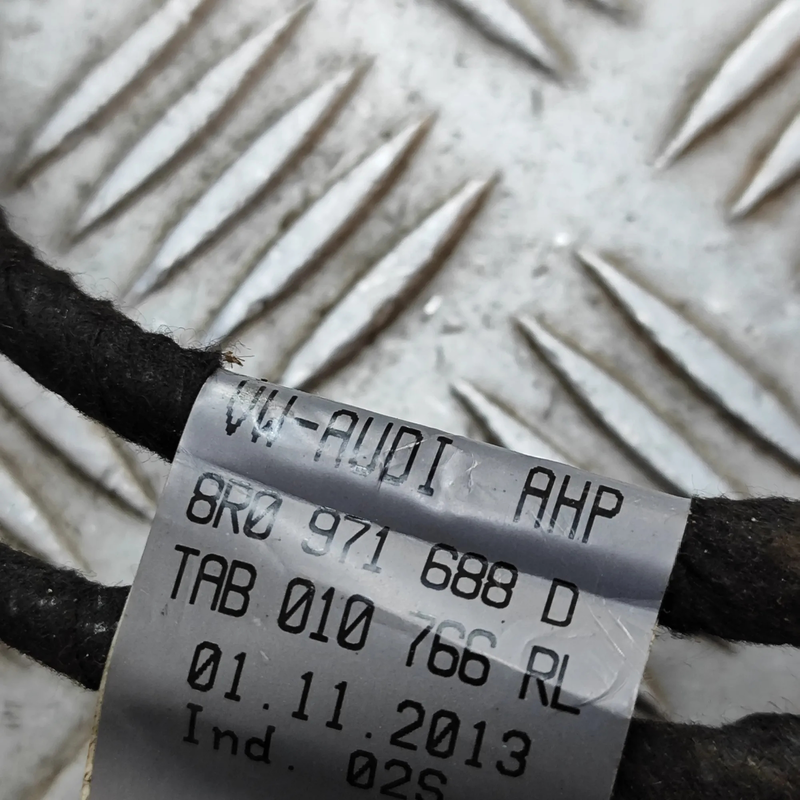 VW-AUDI AHP
8R0 971 688 D
TAB 010 766 RL
01.11.2013
Ind. 02S